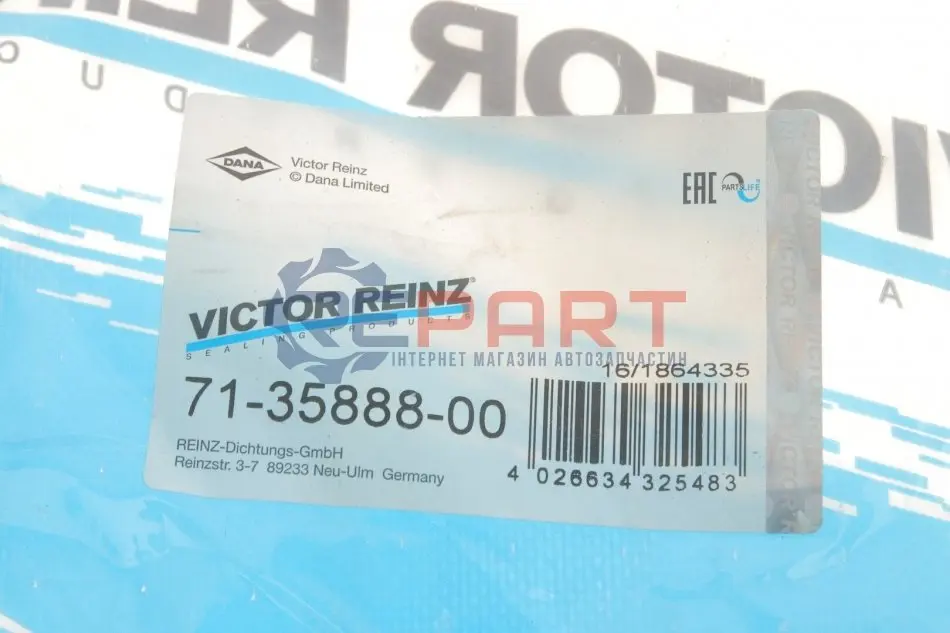 DANA
Victor Reinz
© Dana Limited
EAC
PARTSLIFE
VICTOR REINZ®
SEALING PRODUCTS
REPART
ІНТЕРНЕТ МАГАЗИН АВТОЗАПЧАСТИН
16/1864335
71-35888-00
REINZ-Dichtungs-GmbH
Reinzstr. 3-7 89233 Neu-Ulm Germany
4 026634 325483